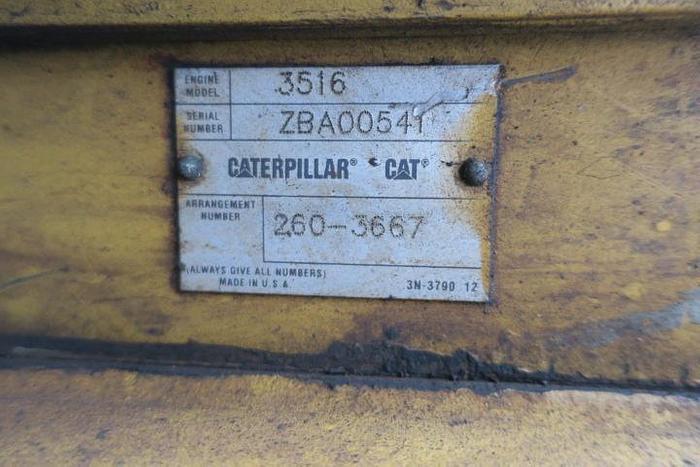 ENGINE MODEL 3516
SERIAL NUMBER ZBA00541
CATERPILLAR® CAT®
ARRANGEMENT NUMBER 260-3667
(ALWAYS GIVE ALL NUMBERS)
MADE IN U.S.A. 3N-3790 12